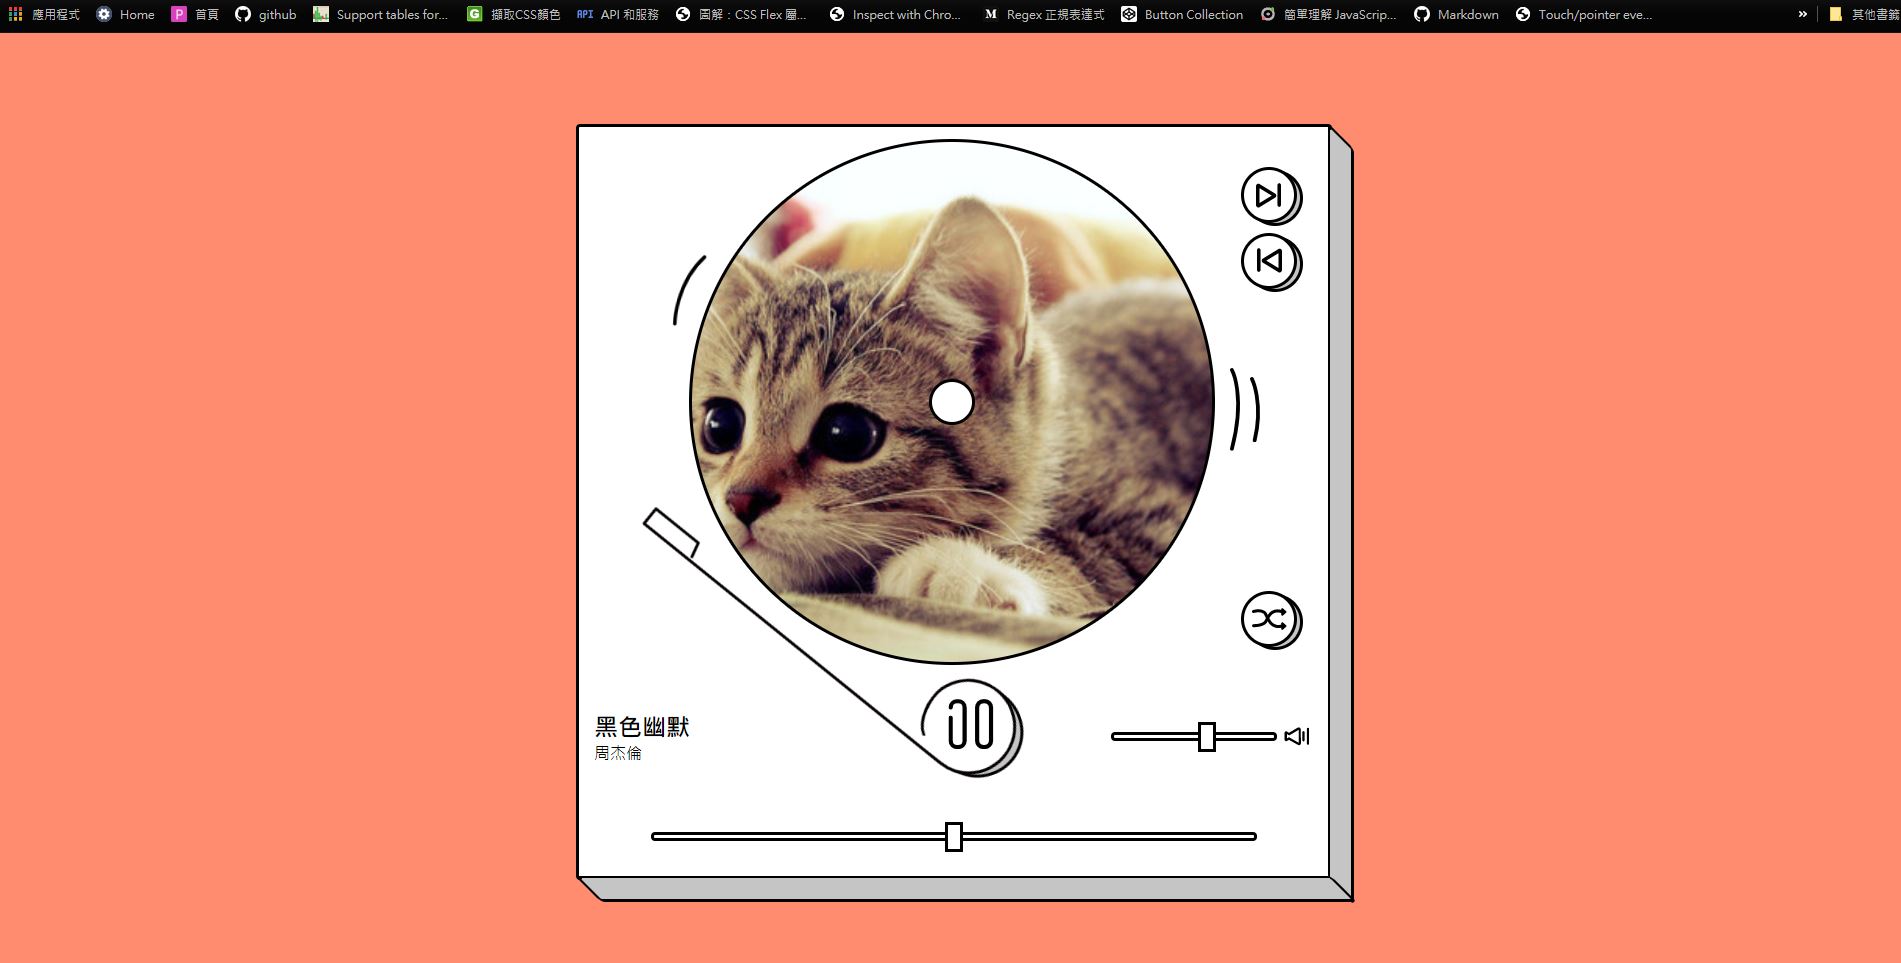 應用程式 Home 首頁 github Support tables for... 擷取CSS顏色 API 和服務 圖解：CSS Flex 屬... Inspect with Chro... Regex 正規表達式 Button Collection 簡單理解 JavaScrip... Markdown Touch/pointer eve... » 其他書籤
黑色幽默
周杰倫